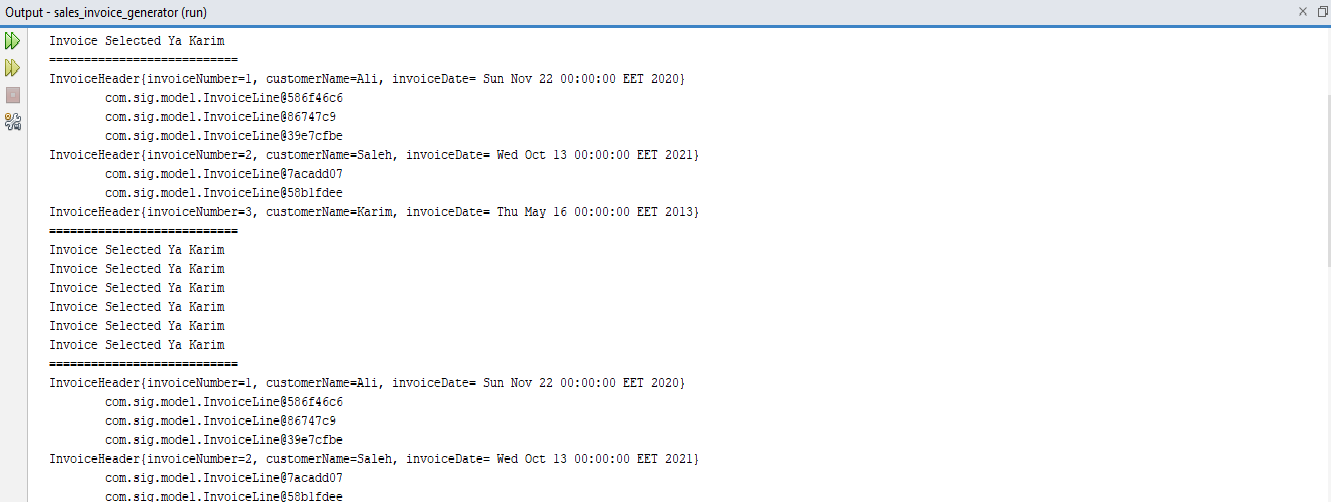 Output - sales_invoice_generator (run)
Invoice Selected Ya Karim
===========================
InvoiceHeader{invoiceNumber=1, customerName=Ali, invoiceDate= Sun Nov 22 00:00:00 EET 2020}
com.sig.model.InvoiceLine@586f46c6
com.sig.model.InvoiceLine@86747c9
com.sig.model.InvoiceLine@39e7cfbe
InvoiceHeader{invoiceNumber=2, customerName=Saleh, invoiceDate= Wed Oct 13 00:00:00 EET 2021}
com.sig.model.InvoiceLine@7acadd07
com.sig.model.InvoiceLine@58b1fdee
InvoiceHeader{invoiceNumber=3, customerName=Karim, invoiceDate= Thu May 16 00:00:00 EET 2013}
===========================
Invoice Selected Ya Karim
Invoice Selected Ya Karim
Invoice Selected Ya Karim
Invoice Selected Ya Karim
Invoice Selected Ya Karim
Invoice Selected Ya Karim
===========================
InvoiceHeader{invoiceNumber=1, customerName=Ali, invoiceDate= Sun Nov 22 00:00:00 EET 2020}
com.sig.model.InvoiceLine@586f46c6
com.sig.model.InvoiceLine@86747c9
com.sig.model.InvoiceLine@39e7cfbe
InvoiceHeader{invoiceNumber=2, customerName=Saleh, invoiceDate= Wed Oct 13 00:00:00 EET 2021}
com.sig.model.InvoiceLine@7acadd07
com.sig.model.InvoiceLine@58b1fdee